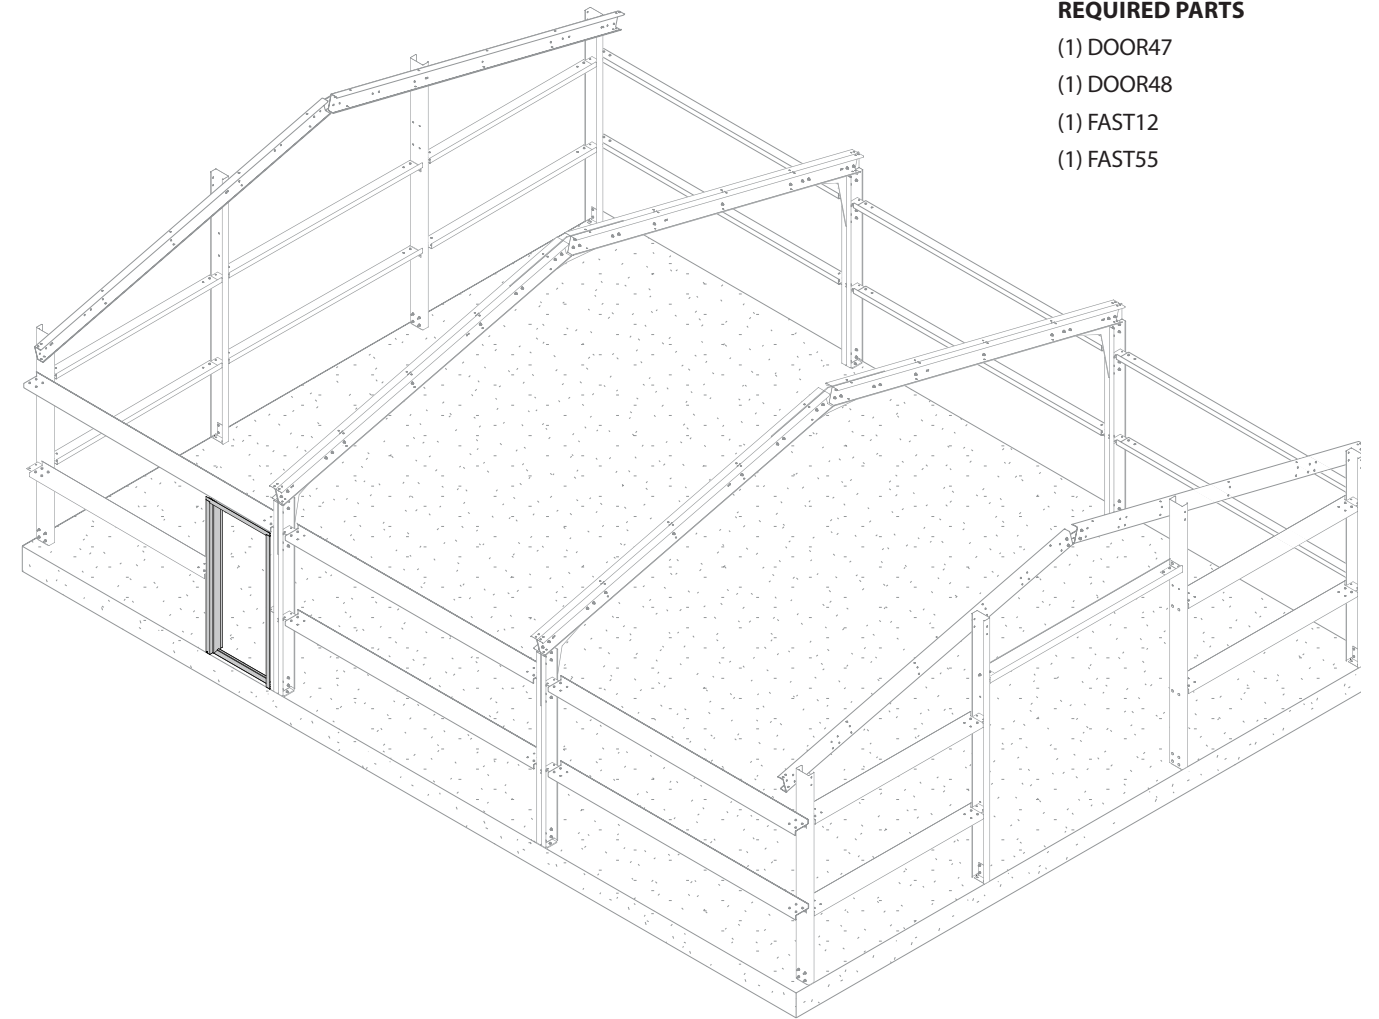 REQUIRED PARTS
(1) DOOR47
(1) DOOR48
(1) FAST12
(1) FAST55